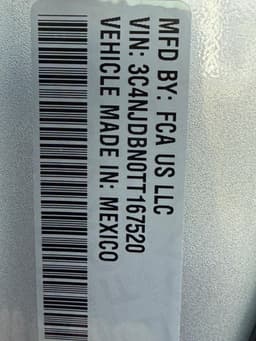 MFD BY: FCA US LLC
VIN: 3C4NJDBN0TT167520
VEHICLE MADE IN: MEXICO